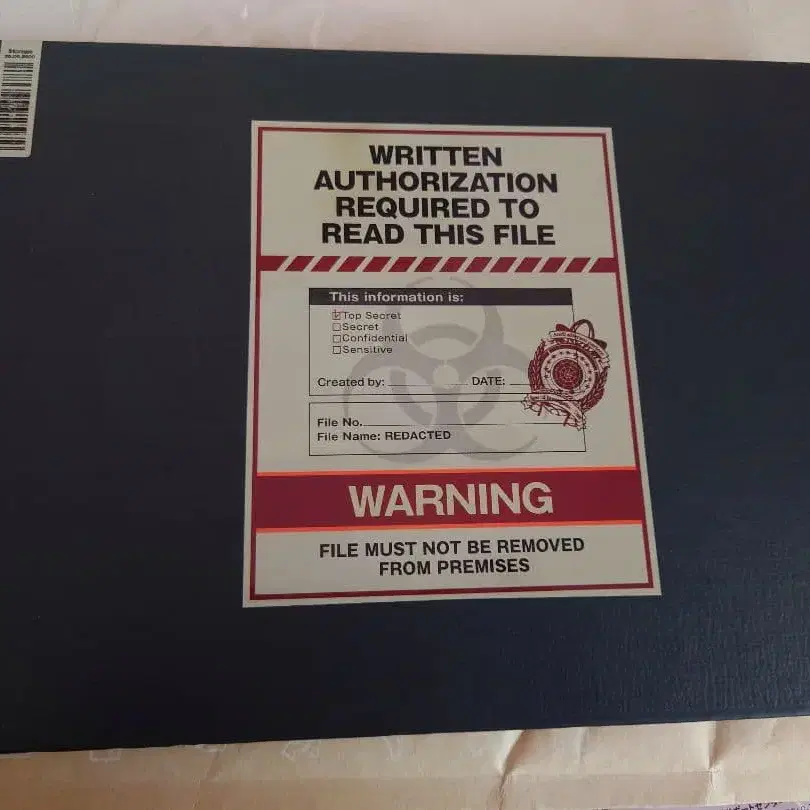 WRITTEN
AUTHORIZATION
REQUIRED TO
READ THIS FILE
This information is:
Top Secret
Secret
Confidential
Sensitive
Created by: DATE:
File No.
File Name: REDACTED
WARNING
FILE MUST NOT BE REMOVED
FROM PREMISES